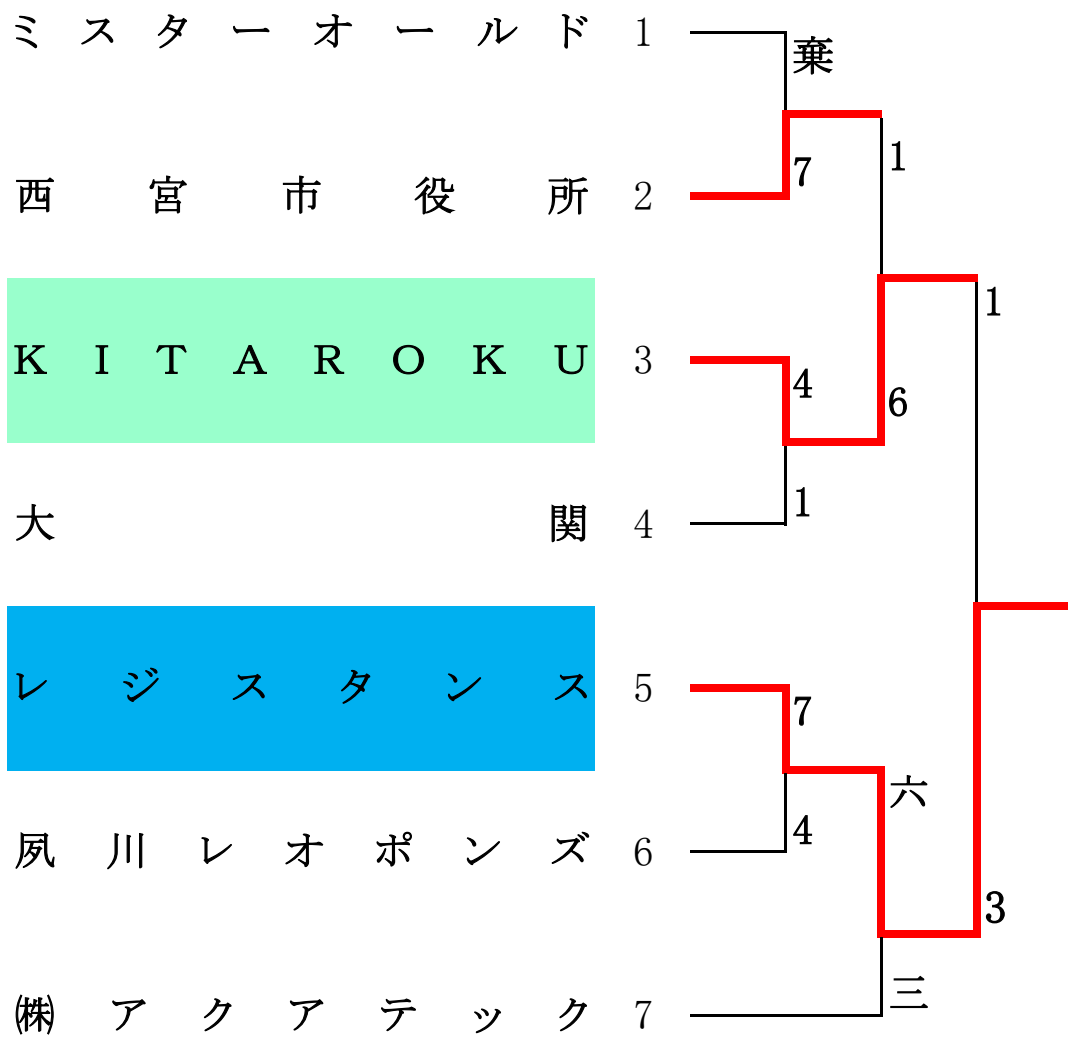 ミスターオールド 1
棄
1
7
西宮市役所 2
1
KITAROKU 3
4
6
1
大関 4
レジスタンス 5
7
六
4
夙川レオポンズ 6
3
三
㈱アクアテック 7